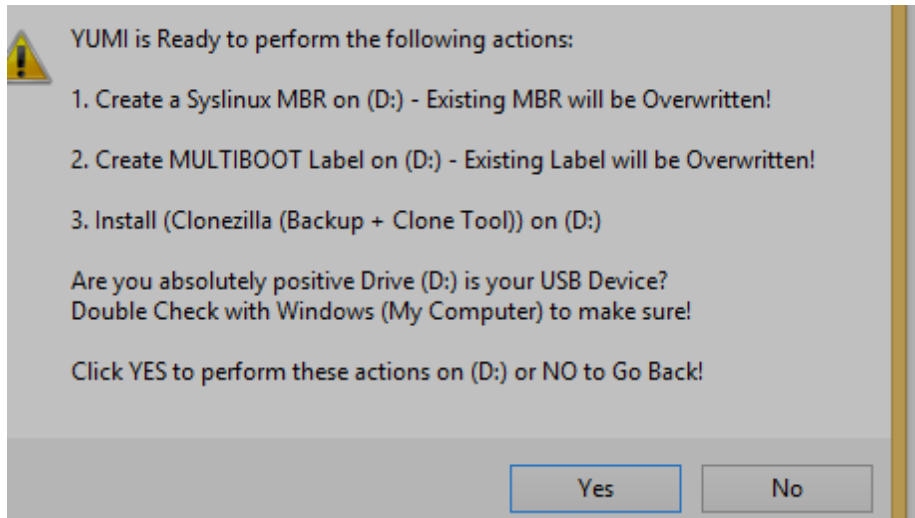 YUMI is Ready to perform the following actions:
1. Create a Syslinux MBR on (D:) - Existing MBR will be Overwritten!
2. Create MULTIBOOT Label on (D:) - Existing Label will be Overwritten!
3. Install (Clonezilla (Backup + Clone Tool)) on (D:)
Are you absolutely positive Drive (D:) is your USB Device?
Double Check with Windows (My Computer) to make sure!
Click YES to perform these actions on (D:) or NO to Go Back!
Yes
No